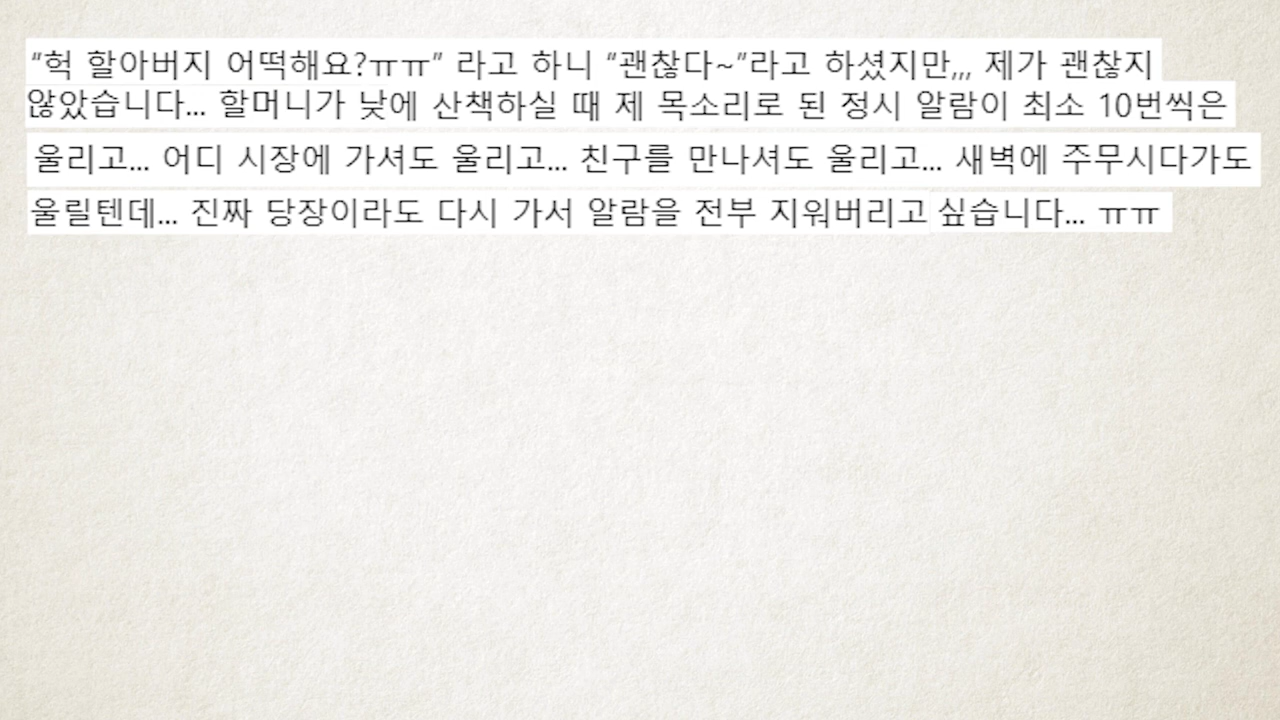 “헉 할아버지 어떡해요?ㅠㅠ” 라고 하니 “괜찮다~”라고 하셨지만,,, 제가 괜찮지
않았습니다... 할머니가 낮에 산책하실 때 제 목소리로 된 정시 알람이 최소 10번씩은
울리고... 어디 시장에 가셔도 울리고... 친구를 만나셔도 울리고... 새벽에 주무시다가도
울릴텐데... 진짜 당장이라도 다시 가서 알람을 전부 지워버리고 싶습니다... ㅠㅠ